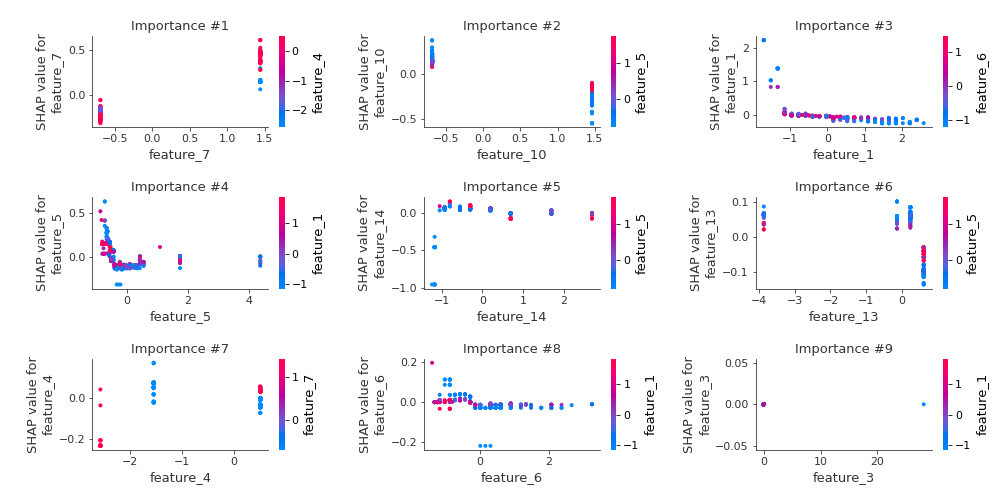 Importance #1
SHAP value for
feature_7
0.5
0.0
-0.5 0.0 0.5 1.0 1.5
feature_7
0
−1
−2
feature_4
Importance #2
SHAP value for
feature_10
0.0
−0.5
−0.5 0.0 0.5 1.0 1.5
feature_10
1
0
feature_5
Importance #3
SHAP value for
feature_1
2
0
−1 0 1 2
feature_1
1
0
−1
feature_6
Importance #4
SHAP value for
feature_5
0.5
0.0
0 2 4
feature_5
1
0
−1
feature_1
Importance #5
SHAP value for
feature_14
0.0
−0.5
−1.0
−1 0 1 2
feature_14
1
0
feature_5
Importance #6
SHAP value for
feature_13
0.1
0.0
−0.1
−4 −3 −2 −1 0
feature_13
1
0
feature_5
Importance #7
SHAP value for
feature_4
0.0
−0.2
−2 −1 0
feature_4
1
0
feature_7
Importance #8
SHAP value for
feature_6
0.2
0.0
−0.2
0 2
feature_6
1
0
−1
feature_1
Importance #9
SHAP value for
feature_3
0.05
0.00
−0.05
0 10 20
feature_3
1
0
−1
feature_1